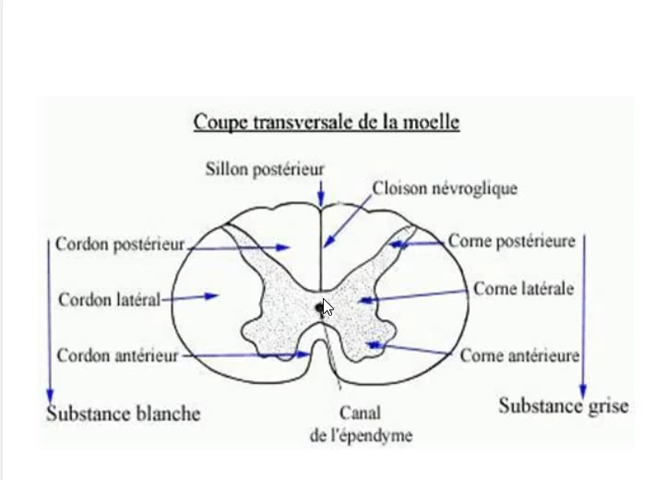 Coupe transversale de la moelle
Sillon postérieur
Cloison névroglique
Cordon postérieur
Corne postérieure
Cordon latéral
Corne latérale
Cordon antérieur
Corne antérieure
Substance blanche
Canal
de l'épendyme
Substance grise